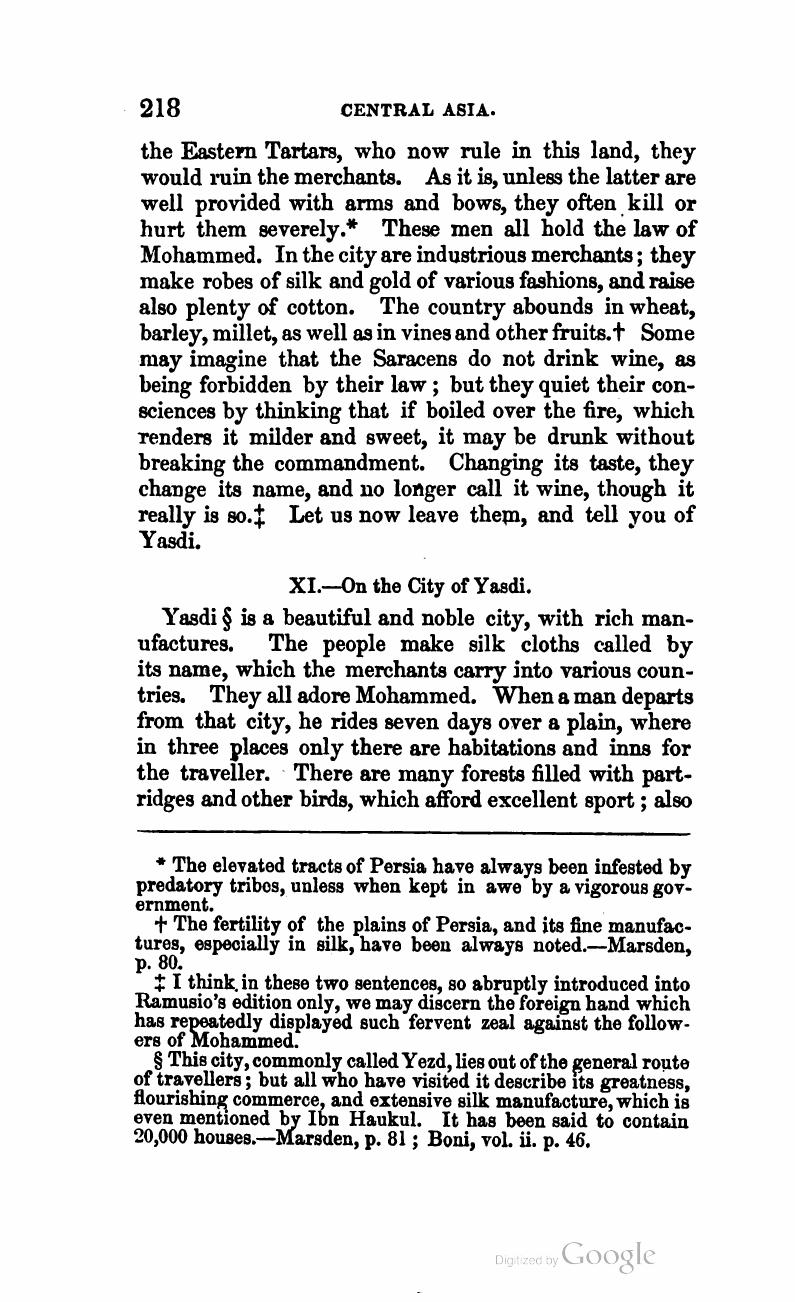 218 CENTRAL ASIA.
the Eastern Tartars, who now rule in this land, they
would ruin the merchants. As it is, unless the latter are
well provided with arms and bows, they often kill or
hurt them severely.* These men all hold the law of
Mohammed. In the city are industrious merchants; they
make robes of silk and gold of various fashions, and raise
also plenty of cotton. The country abounds in wheat,
barley, millet, as well as in vines and other fruits.† Some
may imagine that the Saracens do not drink wine, as
being forbidden by their law; but they quiet their con-
sciences by thinking that if boiled over the fire, which
renders it milder and sweet, it may be drunk without
breaking the commandment. Changing its taste, they
change its name, and no longer call it wine, though it
really is so.‡ Let us now leave them, and tell you of
Yasdi.
XI.—On the City of Yasdi.
Yasdi § is a beautiful and noble city, with rich man-
ufactures. The people make silk cloths called by
its name, which the merchants carry into various coun-
tries. They all adore Mohammed. When a man departs
from that city, he rides seven days over a plain, where
in three places only there are habitations and inns for
the traveller. There are many forests filled with part-
ridges and other birds, which afford excellent sport; also
* The elevated tracts of Persia have always been infested by
predatory tribes, unless when kept in awe by a vigorous gov-
ernment.
† The fertility of the plains of Persia, and its fine manufac-
tures, especially in silk, have been always noted.—Marsden,
p. 80.
‡ I think in these two sentences, so abruptly introduced into
Ramusio's edition only, we may discern the foreign hand which
has repeatedly displayed such fervent zeal against the follow-
ers of Mohammed.
§ This city, commonly called Yezd, lies out of the general route
of travellers; but all who have visited it describe its greatness,
flourishing commerce, and extensive silk manufacture, which is
even mentioned by Ibn Haukul. It has been said to contain
20,000 houses.—Marsden, p. 81; Boni, vol. ii. p. 46.
Digitized by Google